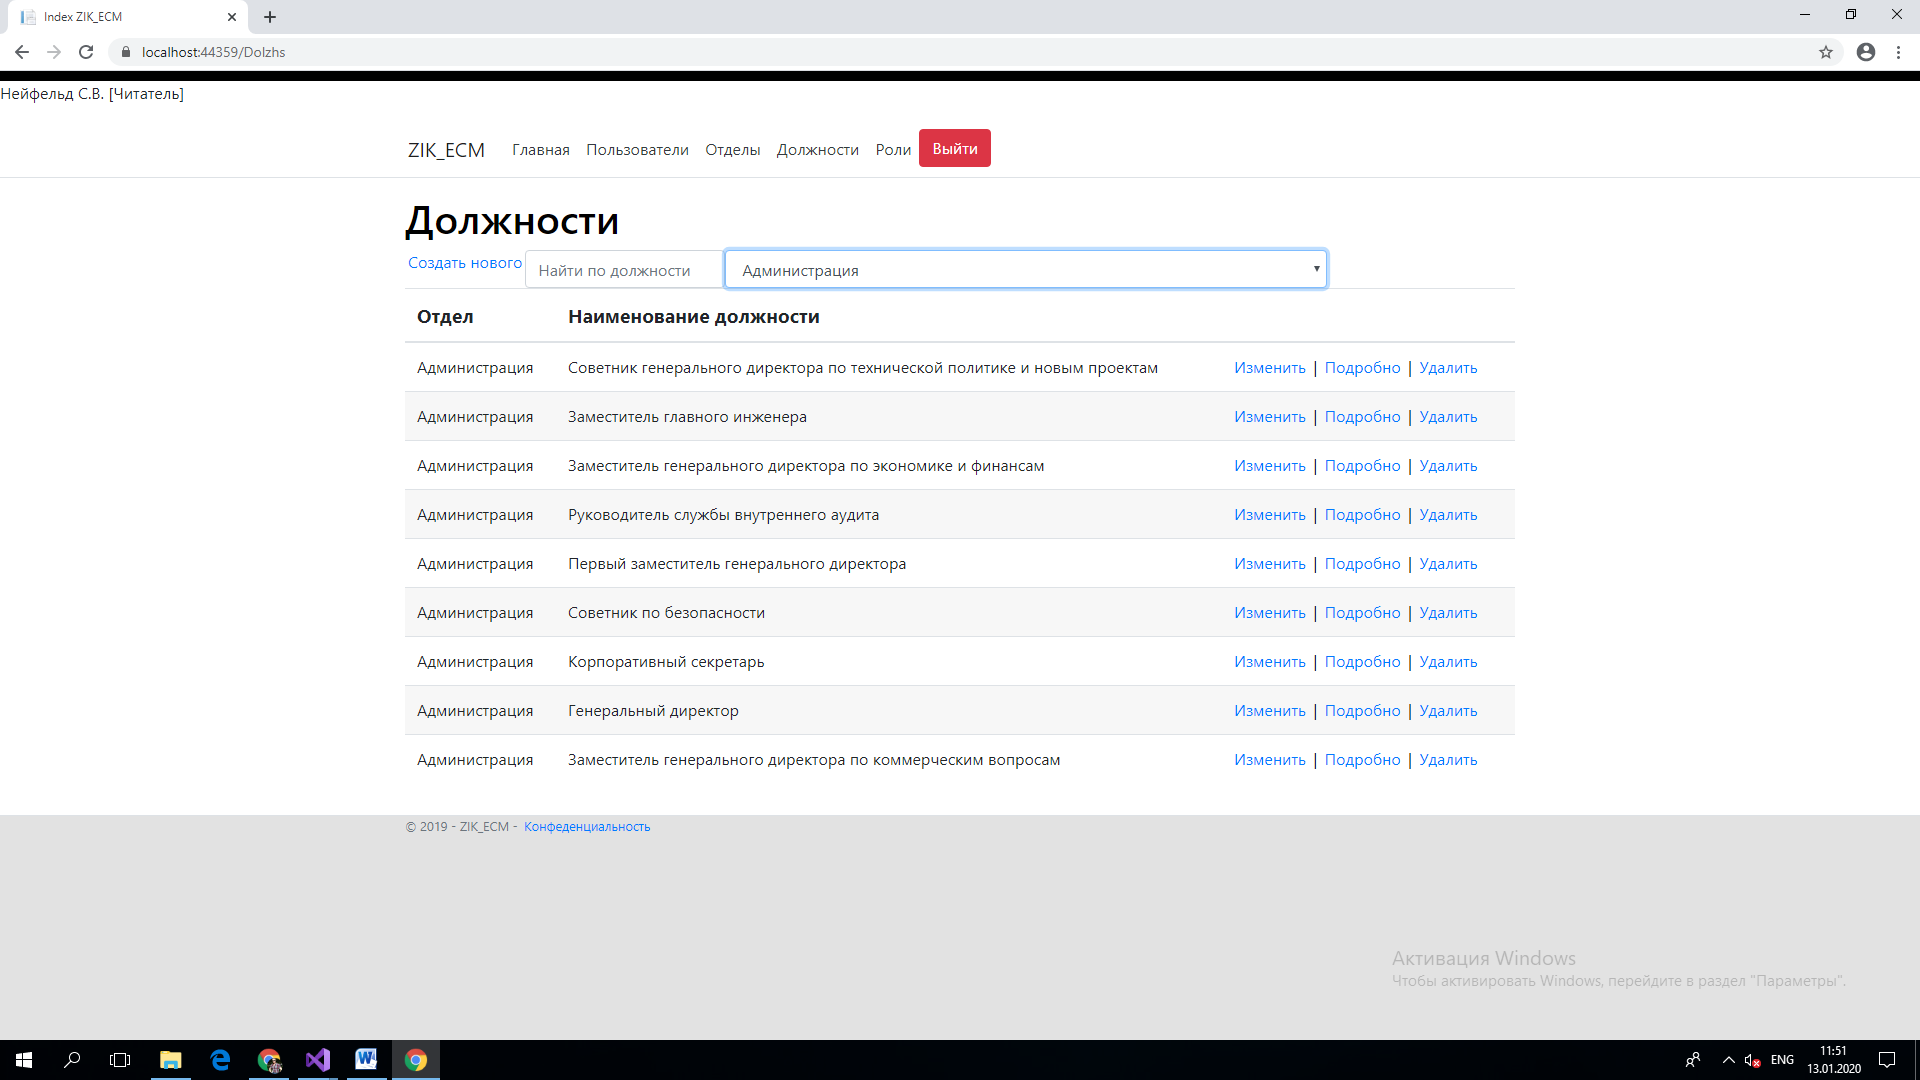 Index ZIK_ECM
localhost:44359/Dolzhs
Нейфельд С.В. [Читатель]
ZIK_ECM Главная Пользователи Отделы Должности Роли Выйти
Должности
Создать нового Найти по должности Администрация
Отдел Наименование должности
Администрация Советник генерального директора по технической политике и новым проектам Изменить | Подробно | Удалить
Администрация Заместитель главного инженера Изменить | Подробно | Удалить
Администрация Заместитель генерального директора по экономике и финансам Изменить | Подробно | Удалить
Администрация Руководитель службы внутреннего аудита Изменить | Подробно | Удалить
Администрация Первый заместитель генерального директора Изменить | Подробно | Удалить
Администрация Советник по безопасности Изменить | Подробно | Удалить
Администрация Корпоративный секретарь Изменить | Подробно | Удалить
Администрация Генеральный директор Изменить | Подробно | Удалить
Администрация Заместитель генерального директора по коммерческим вопросам Изменить | Подробно | Удалить
© 2019 - ZIK_ECM - Конфеденциальность
Активация Windows
Чтобы активировать Windows, перейдите в раздел "Параметры".
ENG
11:51
13.01.2020